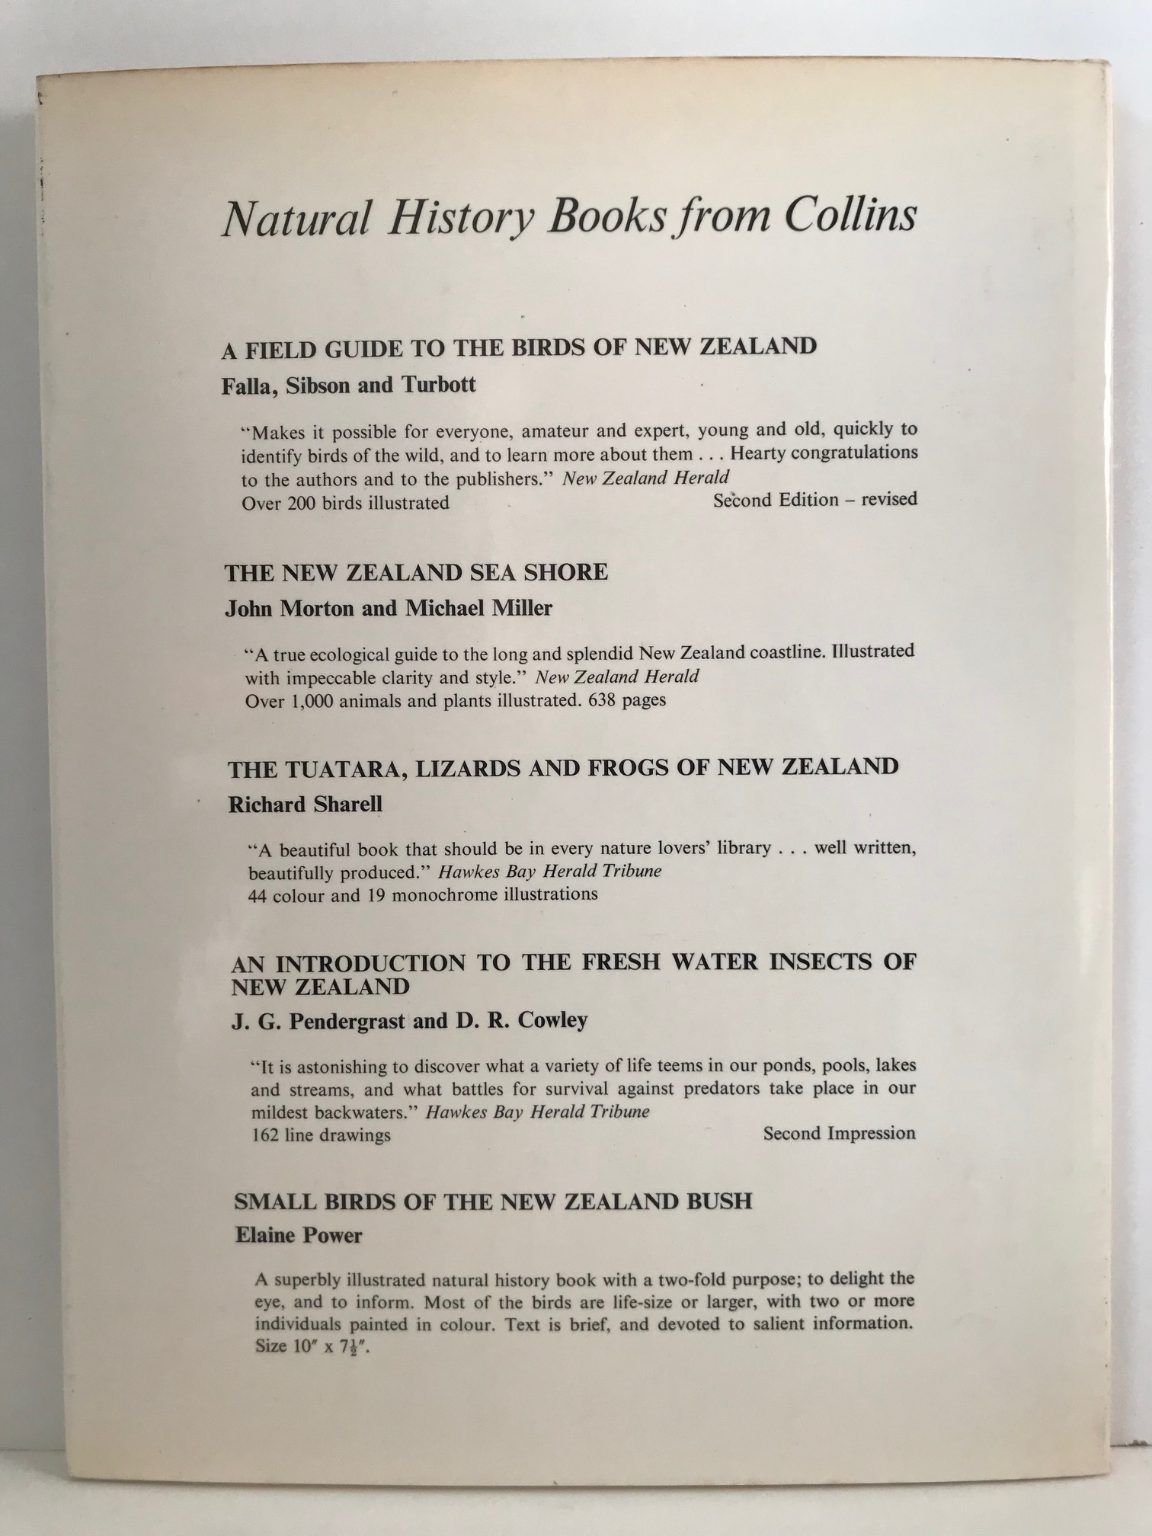 Natural History Books from Collins
A FIELD GUIDE TO THE BIRDS OF NEW ZEALAND
Falla, Sibson and Turbott
“Makes it possible for everyone, amateur and expert, young and old, quickly to
identify birds of the wild, and to learn more about them . . . Hearty congratulations
to the authors and to the publishers.” New Zealand Herald
Over 200 birds illustrated Second Edition – revised
THE NEW ZEALAND SEA SHORE
John Morton and Michael Miller
“A true ecological guide to the long and splendid New Zealand coastline. Illustrated
with impeccable clarity and style.” New Zealand Herald
Over 1,000 animals and plants illustrated. 638 pages
THE TUATARA, LIZARDS AND FROGS OF NEW ZEALAND
Richard Sharell
“A beautiful book that should be in every nature lovers’ library . . . well written,
beautifully produced.” Hawkes Bay Herald Tribune
44 colour and 19 monochrome illustrations
AN INTRODUCTION TO THE FRESH WATER INSECTS OF
NEW ZEALAND
J. G. Pendergrast and D. R. Cowley
“It is astonishing to discover what a variety of life teems in our ponds, pools, lakes
and streams, and what battles for survival against predators take place in our
mildest backwaters.” Hawkes Bay Herald Tribune
162 line drawings Second Impression
SMALL BIRDS OF THE NEW ZEALAND BUSH
Elaine Power
A superbly illustrated natural history book with a two-fold purpose; to delight the
eye, and to inform. Most of the birds are life-size or larger, with two or more
individuals painted in colour. Text is brief, and devoted to salient information.
Size 10″ x 7½″.